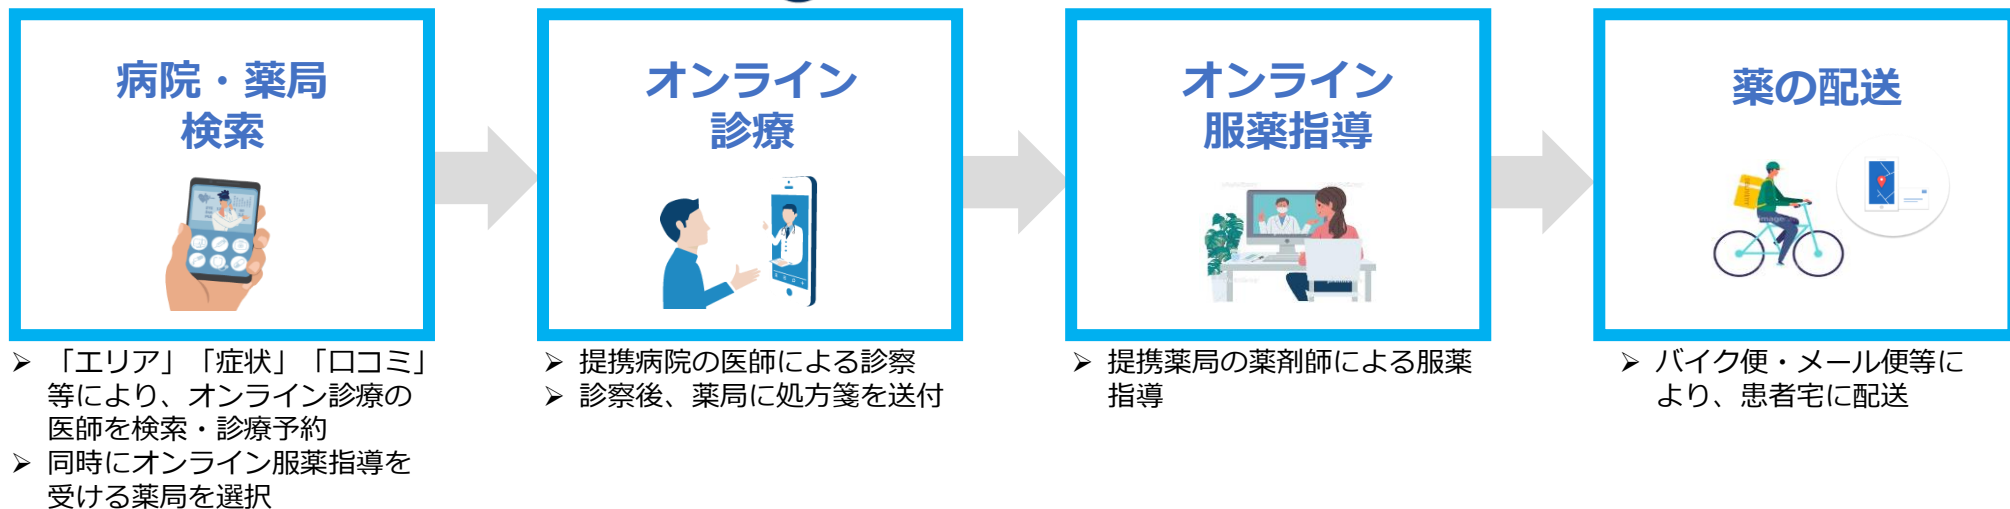 病院・薬局
検索
➢ 「エリア」「症状」「口コミ」
等により、オンライン診療の
医師を検索・診療予約
➢ 同時にオンライン服薬指導を
受ける薬局を選択
オンライン
診療
➢ 提携病院の医師による診察
➢ 診察後、薬局に処方箋を送付
オンライン
服薬指導
➢ 提携薬局の薬剤師による服薬
指導
薬の配送
➢ バイク便・メール便等に
より、患者宅に配送